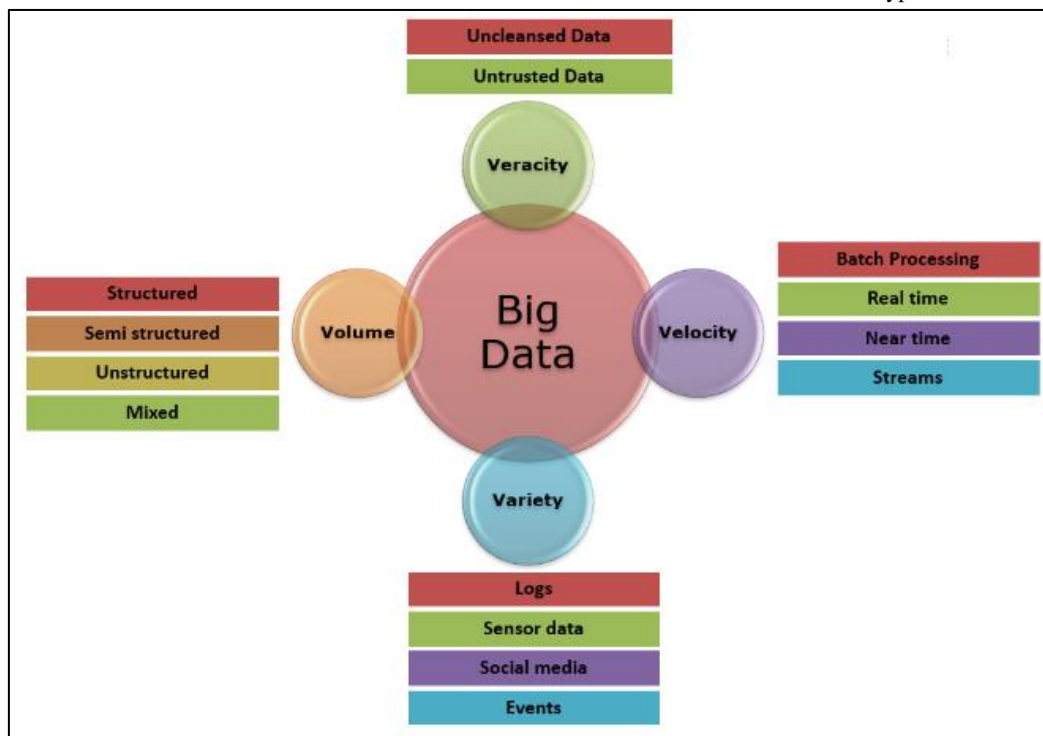 Uncleansed Data
Untrusted Data
Veracity
Structured
Semi structured
Unstructured
Mixed
Volume
Big
Data
Velocity
Batch Processing
Real time
Near time
Streams
Variety
Logs
Sensor data
Social media
Events